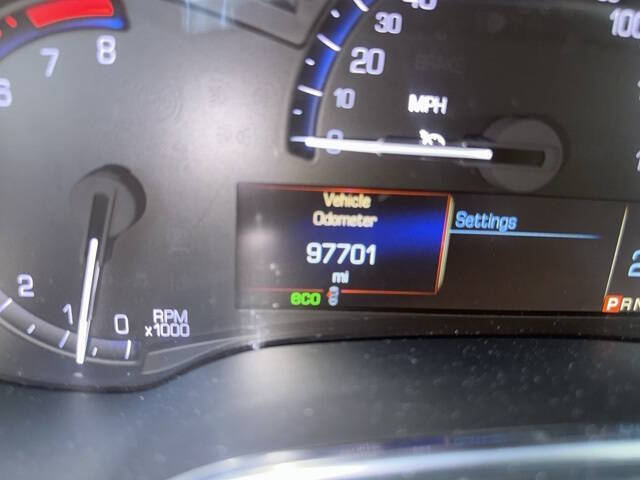 40
30
20
10
0
MPH
100
6
7
8
2
1
0
RPM
x1000
Vehicle
Odometer
97701
mi
eco
Settings
PRN